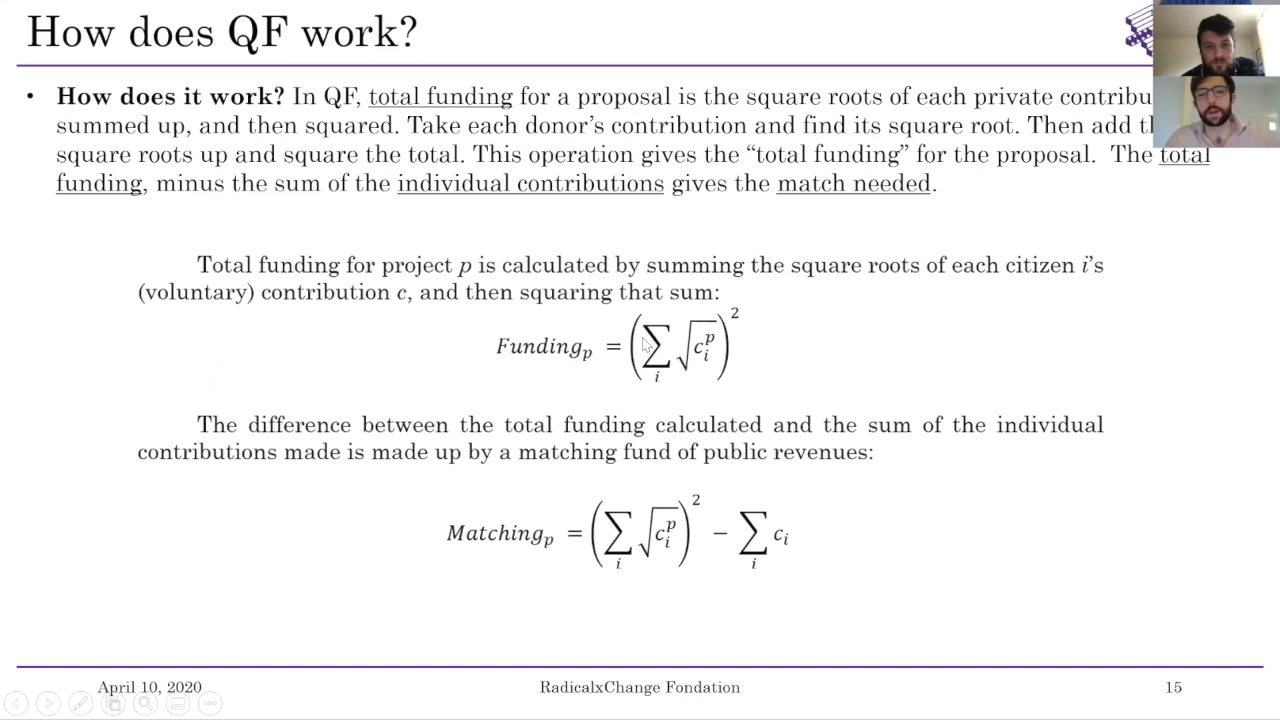 How does QF work?
• How does it work? In QF, total funding for a proposal is the square roots of each private
summed up, and then squared. Take each donor’s contribution and find its square root. Then add
square roots up and square the total. This operation gives the “total funding” for the proposal. The total
funding, minus the sum of the individual contributions gives the match needed.
Total funding for project p is calculated by summing the square roots of each citizen i’s
(voluntary) contribution c, and then squaring that sum:
Funding_p = (∑_i √(c_i^p))^2
The difference between the total funding calculated and the sum of the individual
contributions made is made up by a matching fund of public revenues:
Matching_p = (∑_i √(c_i^p))^2 − ∑_i c_i
April 10, 2020 RadicalxChange Fondation 15